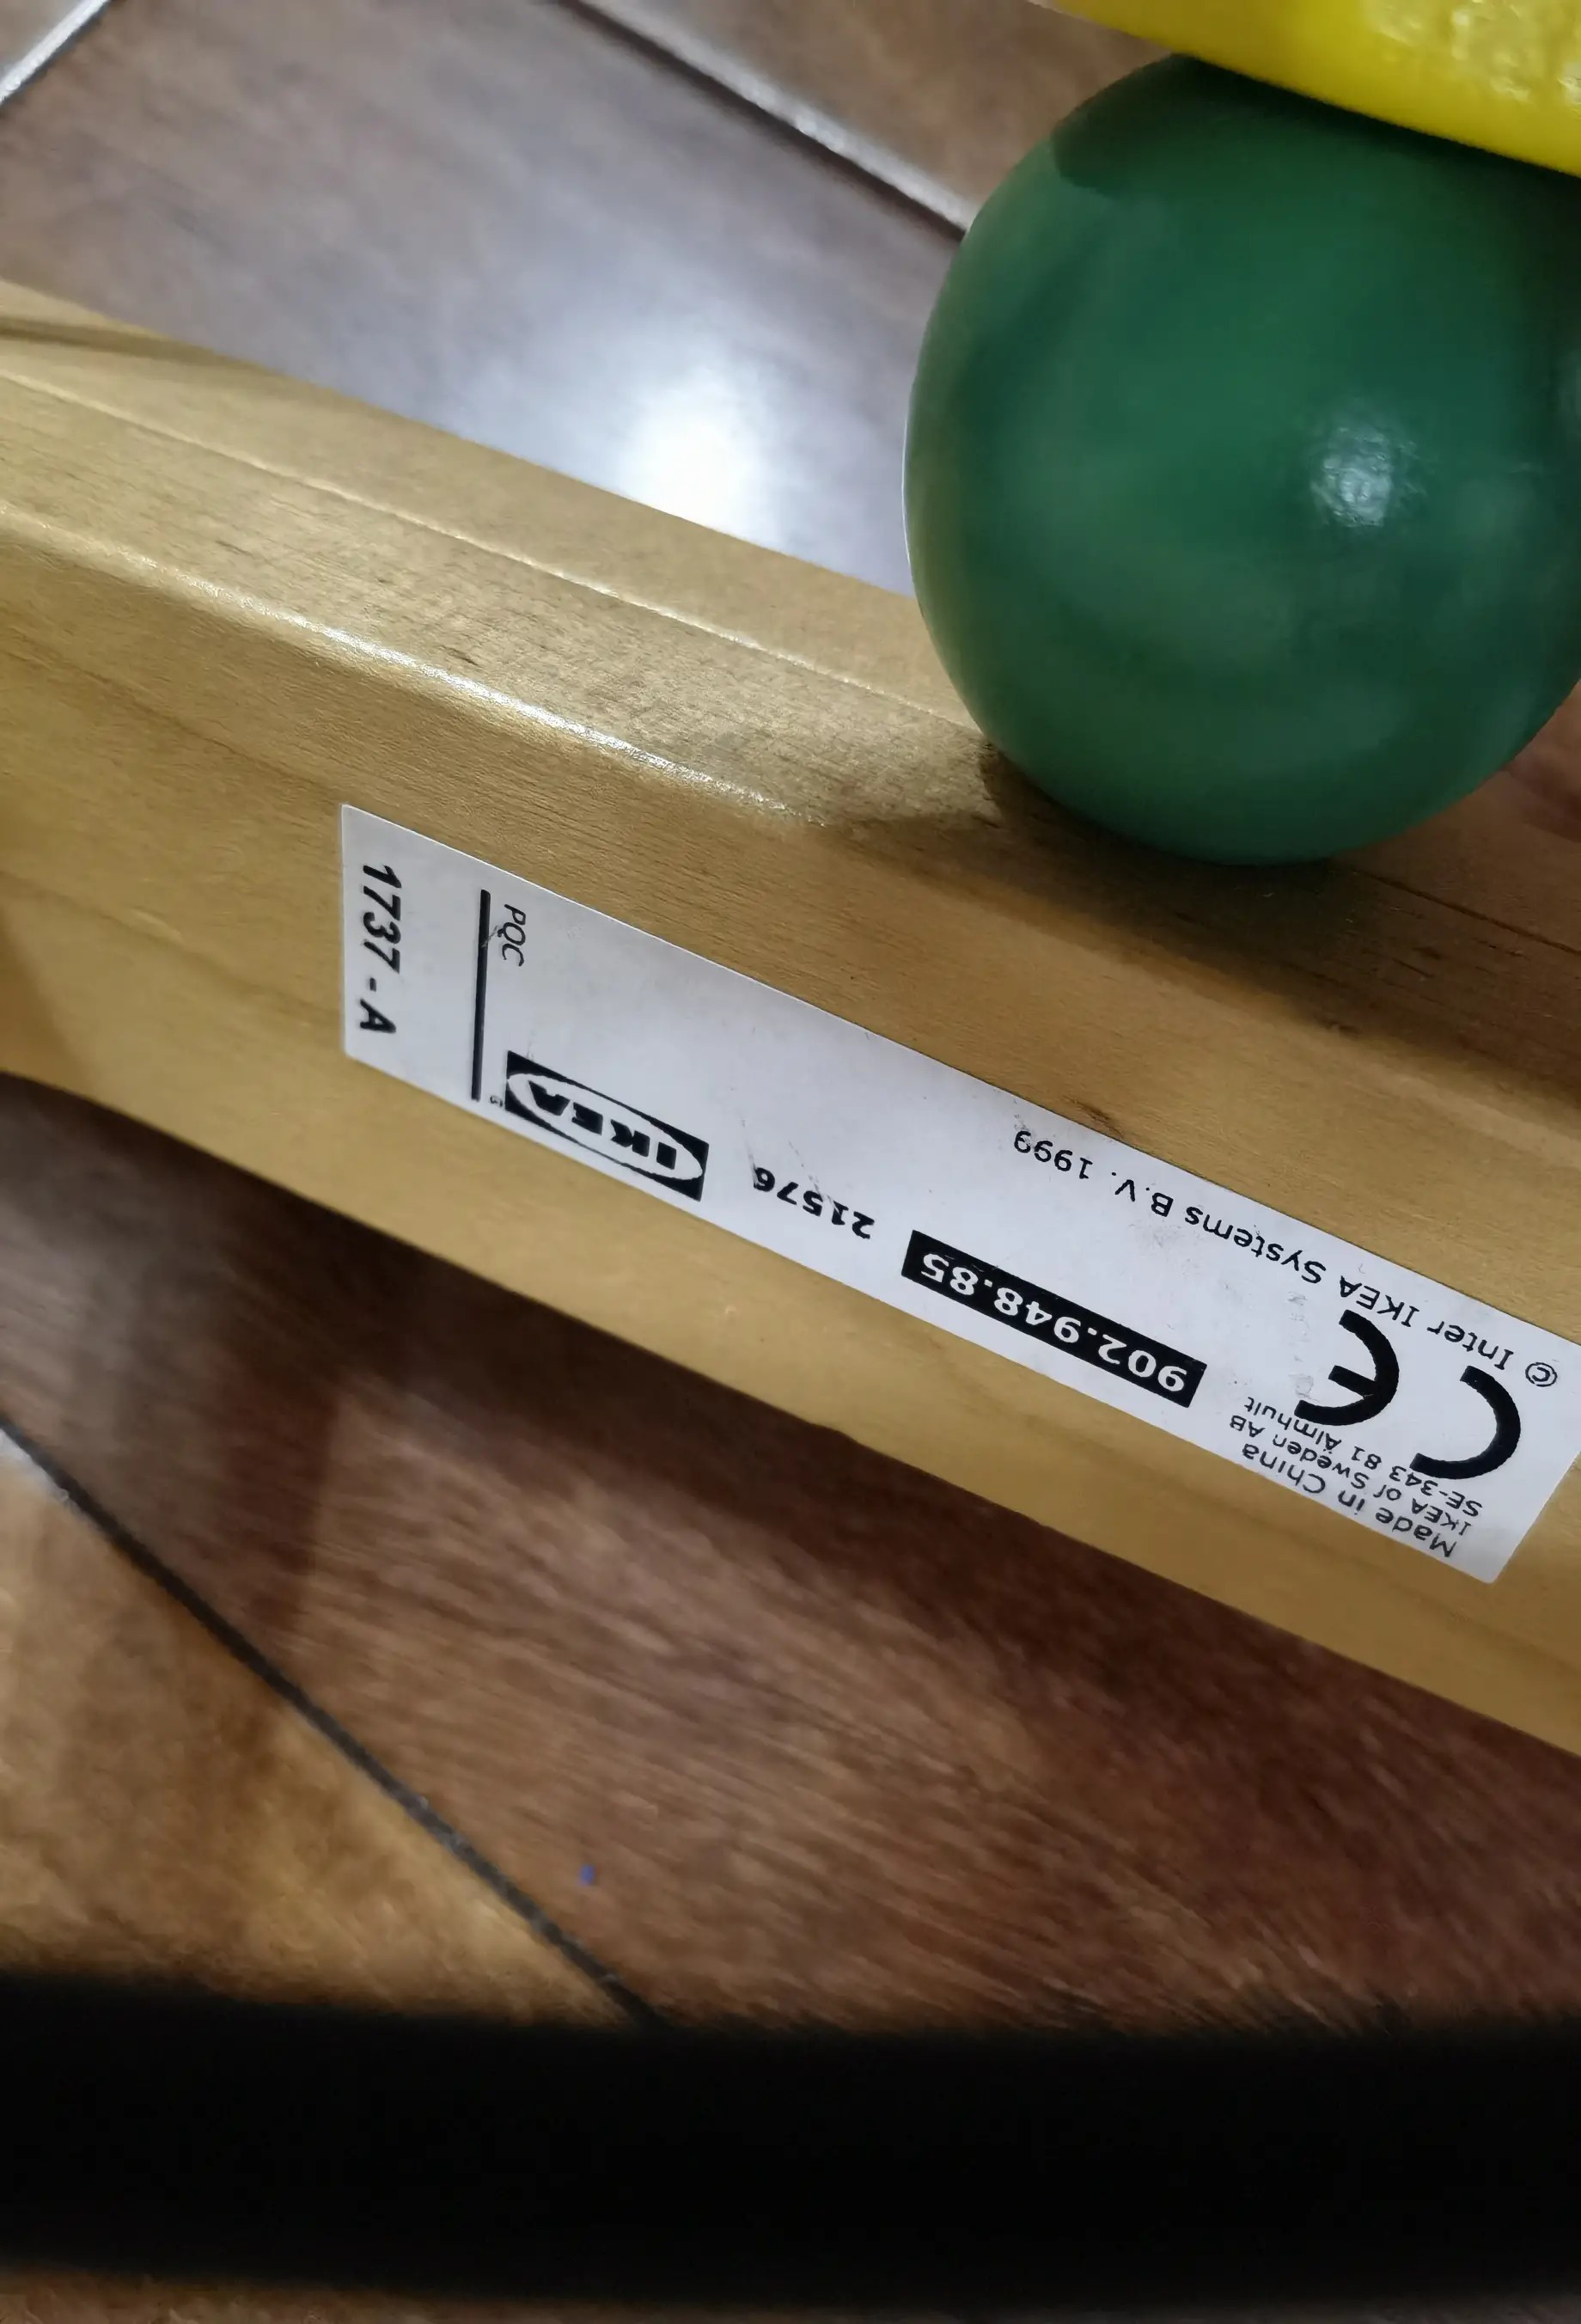 Made in China
IKEA of Sweden AB
SE-343 81 Älmhult
CE
© Inter IKEA Systems B.V. 1999
902.948.85
21576
IKEA
PQC
1737 - A